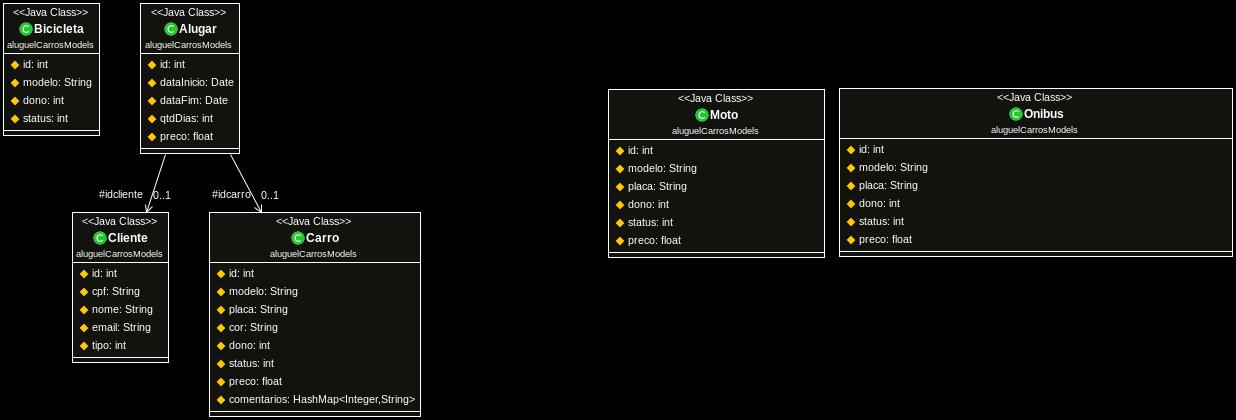 <<Java Class>>
Bicicleta
aluguelCarrosModels
id: int
modelo: String
dono: int
status: int
<<Java Class>>
Alugar
aluguelCarrosModels
id: int
dataInicio: Date
dataFim: Date
qtdDias: int
preco: float
#idcliente 0..1
#idcarro 0..1
<<Java Class>>
Cliente
aluguelCarrosModels
id: int
cpf: String
nome: String
email: String
tipo: int
<<Java Class>>
Carro
aluguelCarrosModels
id: int
modelo: String
placa: String
cor: String
dono: int
status: int
preco: float
comentarios: HashMap<Integer,String>
<<Java Class>>
Moto
aluguelCarrosModels
id: int
modelo: String
placa: String
dono: int
status: int
preco: float
<<Java Class>>
Onibus
aluguelCarrosModels
id: int
modelo: String
placa: String
dono: int
status: int
preco: float